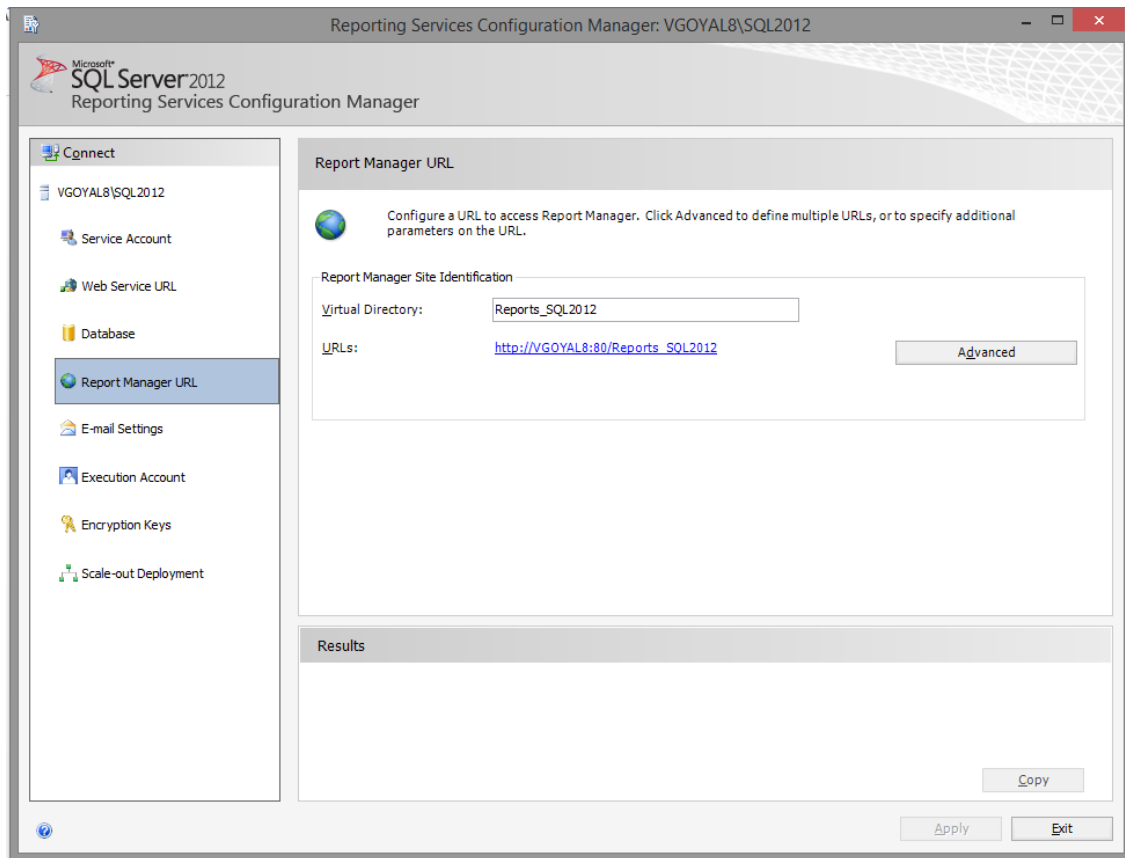 Reporting Services Configuration Manager: VGOYAL8\SQL2012
Microsoft®
SQL Server 2012
Reporting Services Configuration Manager
Connect
VGOYAL8\SQL2012
Service Account
Web Service URL
Database
Report Manager URL
E-mail Settings
Execution Account
Encryption Keys
Scale-out Deployment
Report Manager URL
Configure a URL to access Report Manager. Click Advanced to define multiple URLs, or to specify additional
parameters on the URL.
Report Manager Site Identification
Virtual Directory:
Reports_SQL2012
URLs:
http://VGOYAL8:80/Reports_SQL2012
Advanced
Results
Copy
Apply
Exit